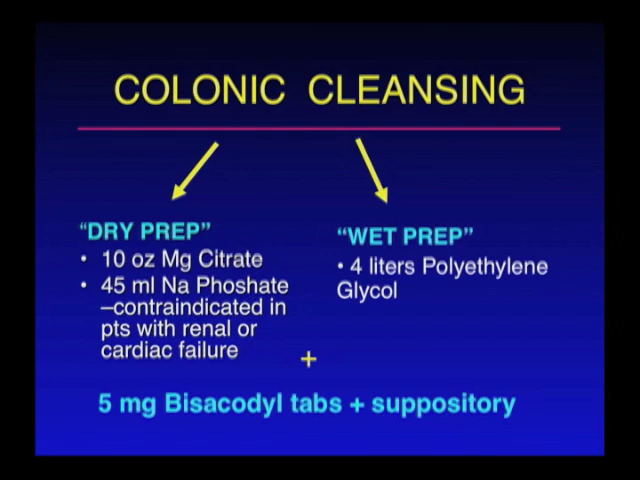 COLONIC CLEANSING
“DRY PREP”
• 10 oz Mg Citrate
• 45 ml Na Phoshate
–contraindicated in
pts with renal or
cardiac failure
“WET PREP”
• 4 liters Polyethylene
Glycol
+
5 mg Bisacodyl tabs + suppository